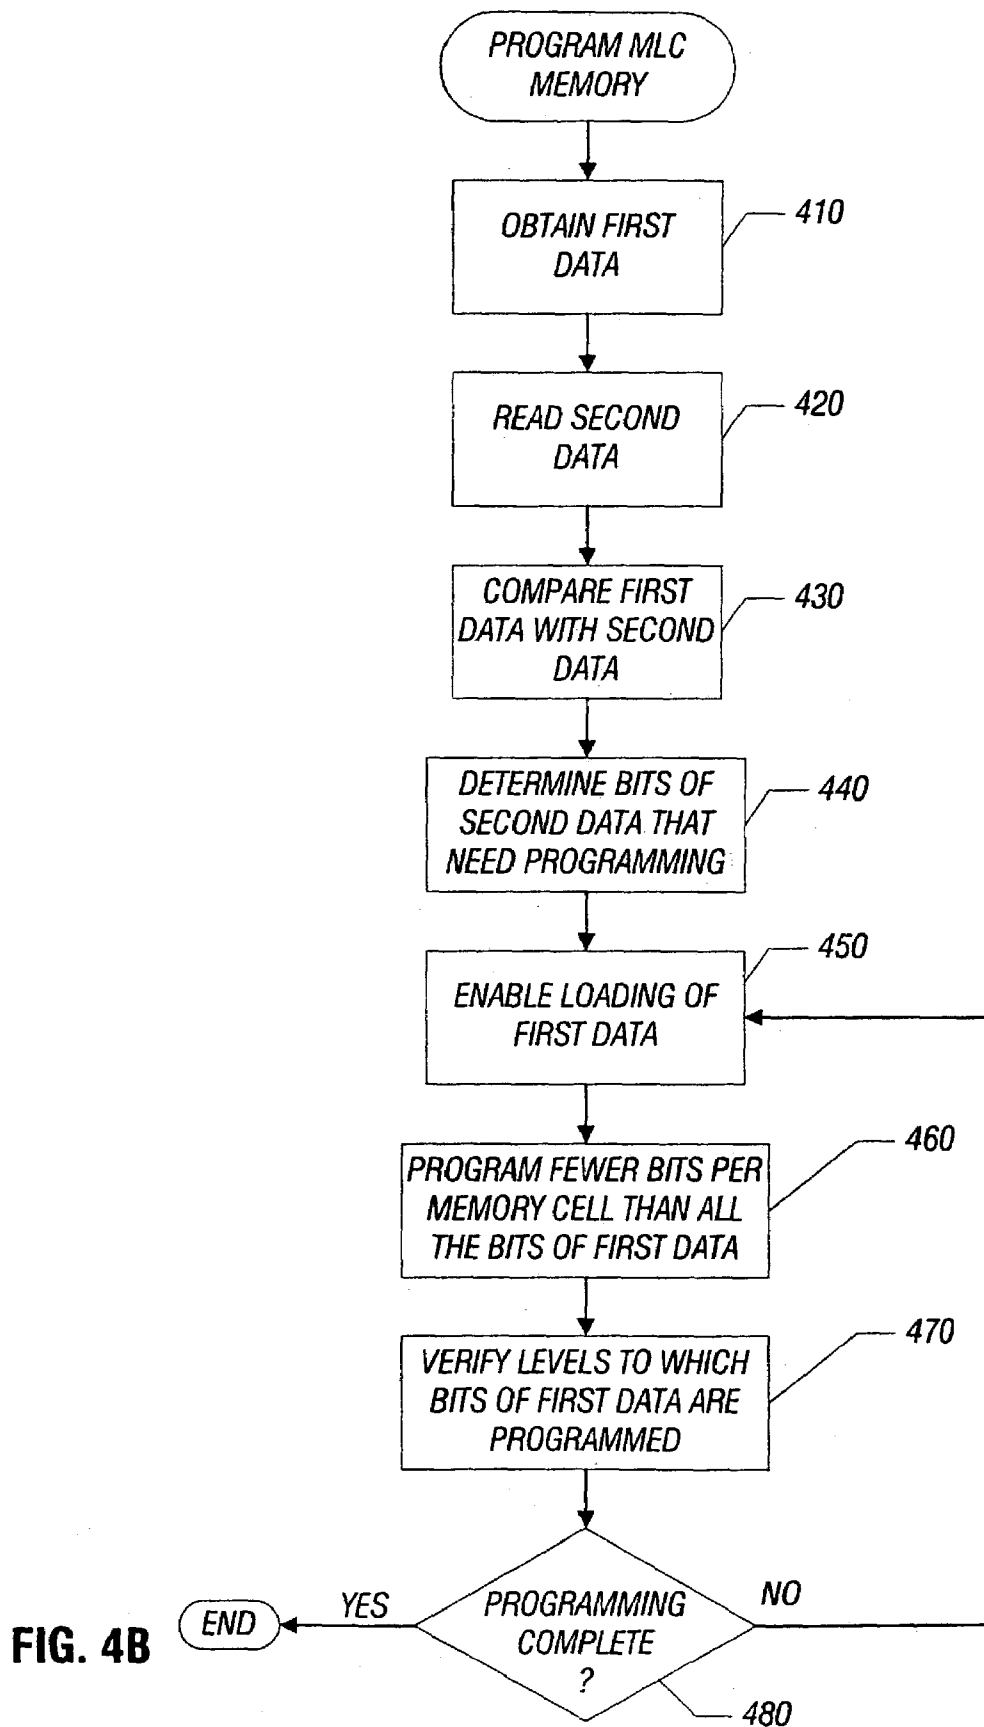 PROGRAM MLC
MEMORY
OBTAIN FIRST
DATA
410
READ SECOND
DATA
420
COMPARE FIRST
DATA WITH SECOND
DATA
430
DETERMINE BITS OF
SECOND DATA THAT
NEED PROGRAMMING
440
ENABLE LOADING OF
FIRST DATA
450
PROGRAM FEWER BITS PER
MEMORY CELL THAN ALL
THE BITS OF FIRST DATA
460
VERIFY LEVELS TO WHICH
BITS OF FIRST DATA ARE
PROGRAMMED
470
PROGRAMMING
COMPLETE
?
480
YES
NO
END
FIG. 4B